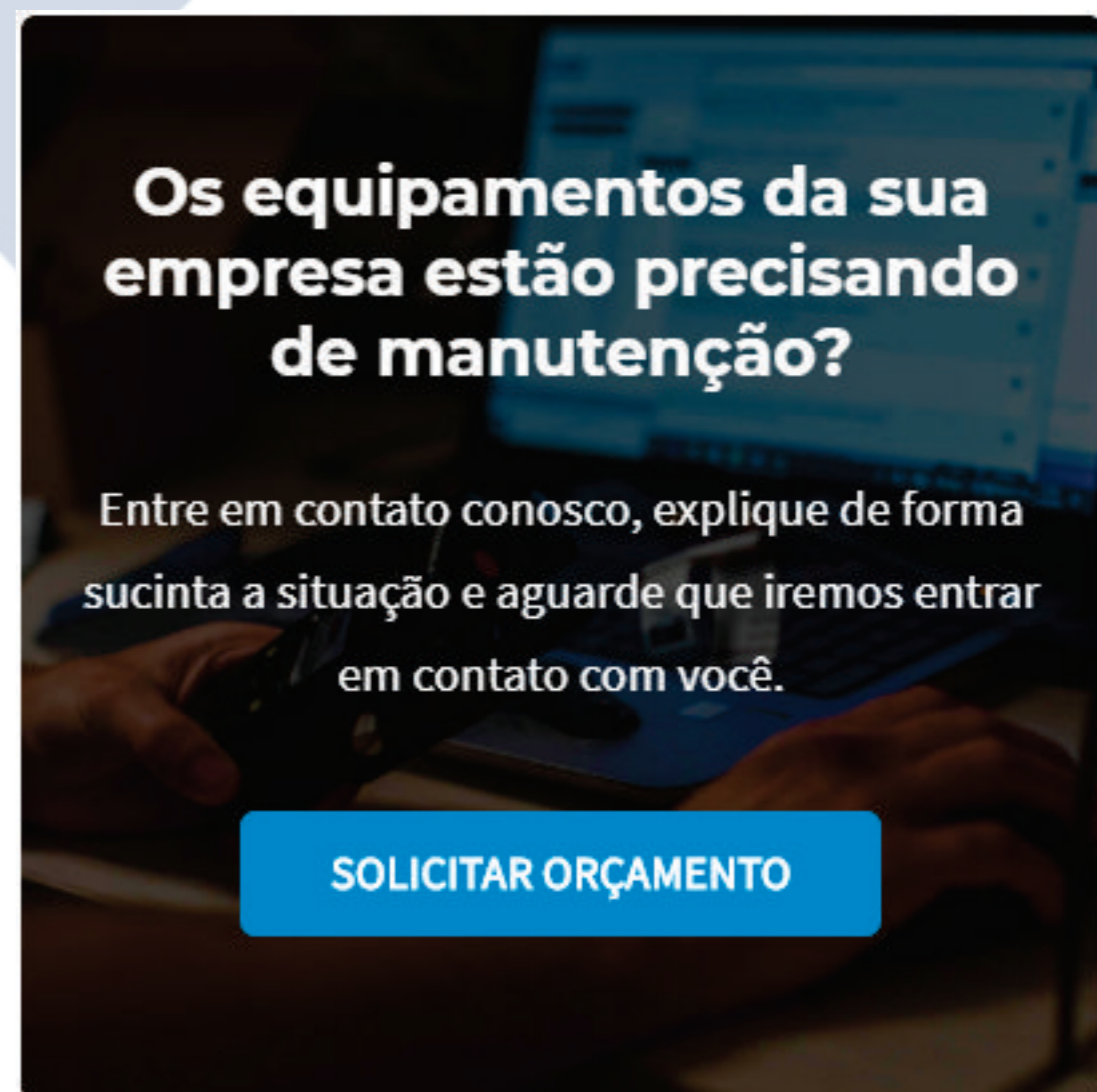 Os equipamentos da sua
empresa estão precisando
de manutenção?
Entre em contato conosco, explique de forma
sucinta a situação e aguarde que iremos entrar
em contato com você.
SOLICITAR ORÇAMENTO